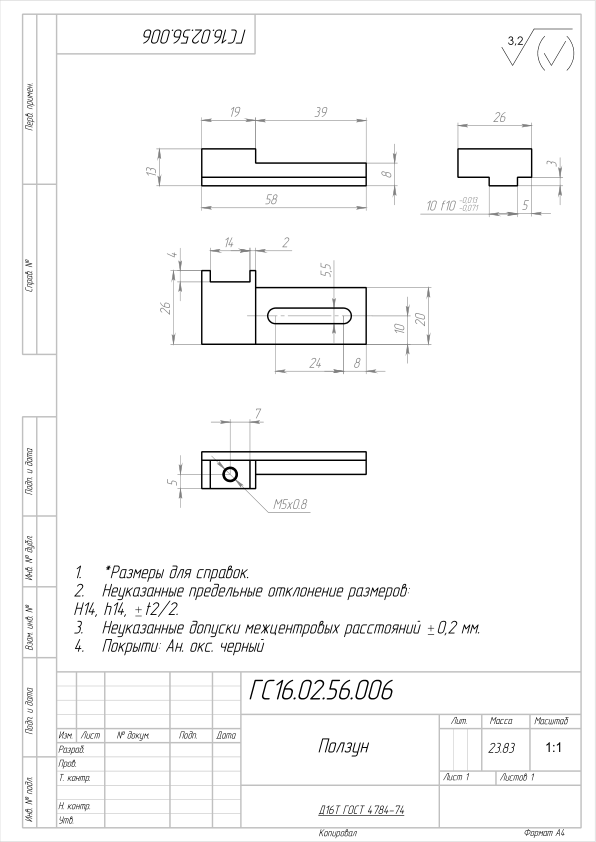 ГС16.02.56.006
3,2
Перв. примен.
19
39
26
13
8
58
3
10 f10 -0,013 -0,071
5
Справ. №
14
2
4
5,5
26
10
20
24
8
7
5
М5х0.8
Подп. и дата
Инв. № дубл.
Взам. инв. №
Подп. и дата
Инв. № подл.
1. *Размеры для справок.
2. Неуказанные предельные отклонение размеров:
Н14, h14, ± t2/2.
3. Неуказанные допуски межцентровых расстояний ±0,2 мм.
4. Покрыти: Ан. окс. черный
ГС16.02.56.006
Изм. Лист № докум. Подп. Дата
Разраб.
Пров.
Т. контр.
Н. контр.
Утв.
Ползун
Лит. Масса Масштаб
23.83 1:1
Лист 1 Листов 1
Д16Т ГОСТ 4784-74
Копировал Формат А4